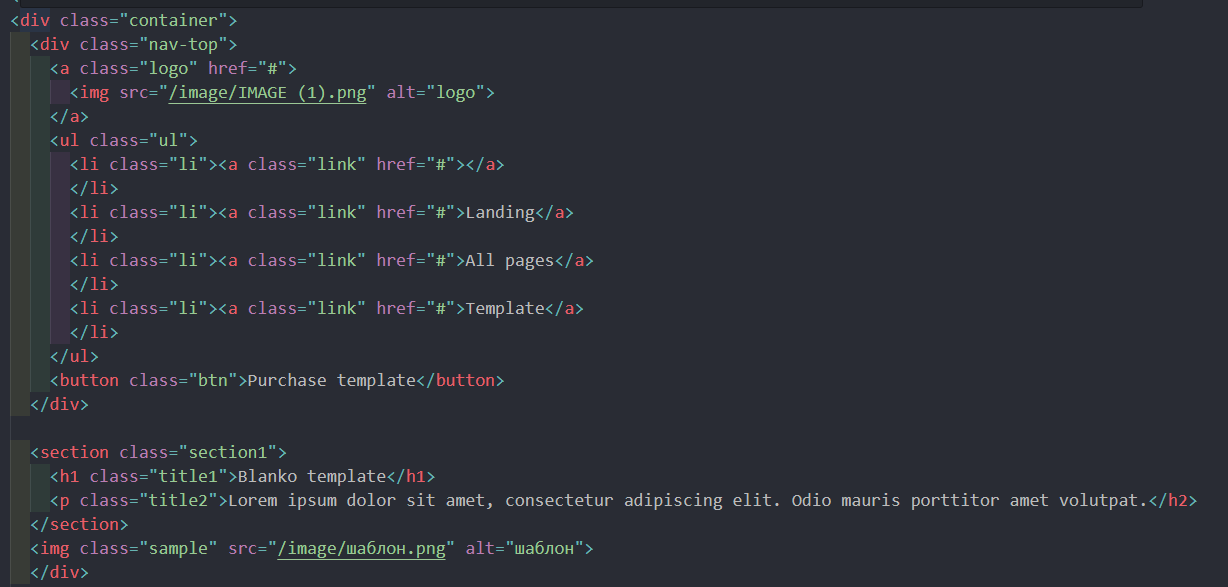 <div class="container">
<div class="nav-top">
<a class="logo" href="#">
<img src="/image/IMAGE (1).png" alt="logo">
</a>
<ul class="ul">
<li class="li"><a class="link" href="#"></a>
</li>
<li class="li"><a class="link" href="#">Landing</a>
</li>
<li class="li"><a class="link" href="#">All pages</a>
</li>
<li class="li"><a class="link" href="#">Template</a>
</li>
</ul>
<button class="btn">Purchase template</button>
</div>
<section class="section1">
<h1 class="title1">Blanko template</h1>
<p class="title2">Lorem ipsum dolor sit amet, consectetur adipiscing elit. Odio mauris porttitor amet volutpat.</h2>
</section>
<img class="sample" src="/image/шаблон.png" alt="шаблон">
</div>